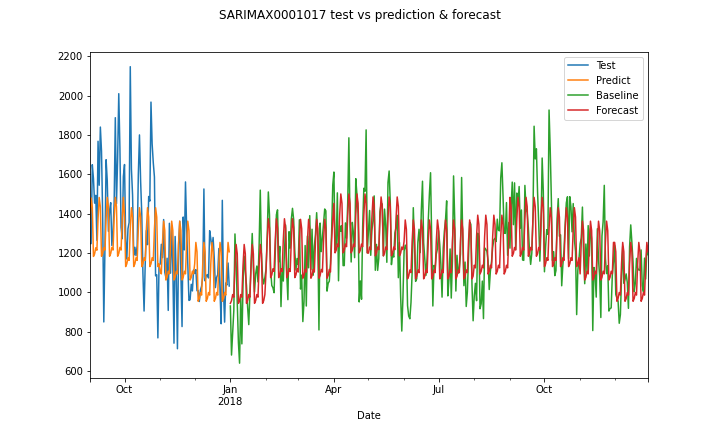 SARIMAX0001017 test vs prediction & forecast
2200
2000
1800
1600
1400
1200
1000
800
600
Test
Predict
Baseline
Forecast
Oct
Jan
2018
Apr
Jul
Oct
Date